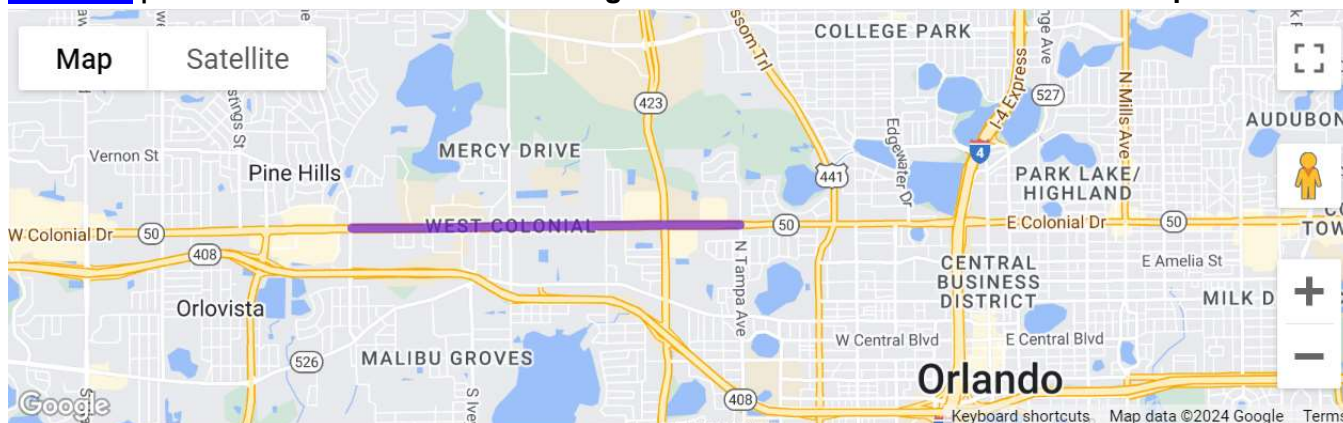 Map
Satellite
COLLEGE PARK
I-4 Express
527
N Mills Ave
423
AUDUBON
Vernon St
MERCY DRIVE
Edgewater Dr
4
Pine Hills
441
PARK LAKE/
HIGHLAND
W Colonial Dr
50
WEST COLONIAL
50
E Colonial Dr
50
408
N Tampa Ave
CENTRAL
BUSINESS
DISTRICT
E Amelia St
Orlovista
MILK D
+
W Central Blvd
E Central Blvd
526
MALIBU GROVES
−
Orlando
408
Google
Keyboard shortcuts
Map data ©2024 Google
Terms